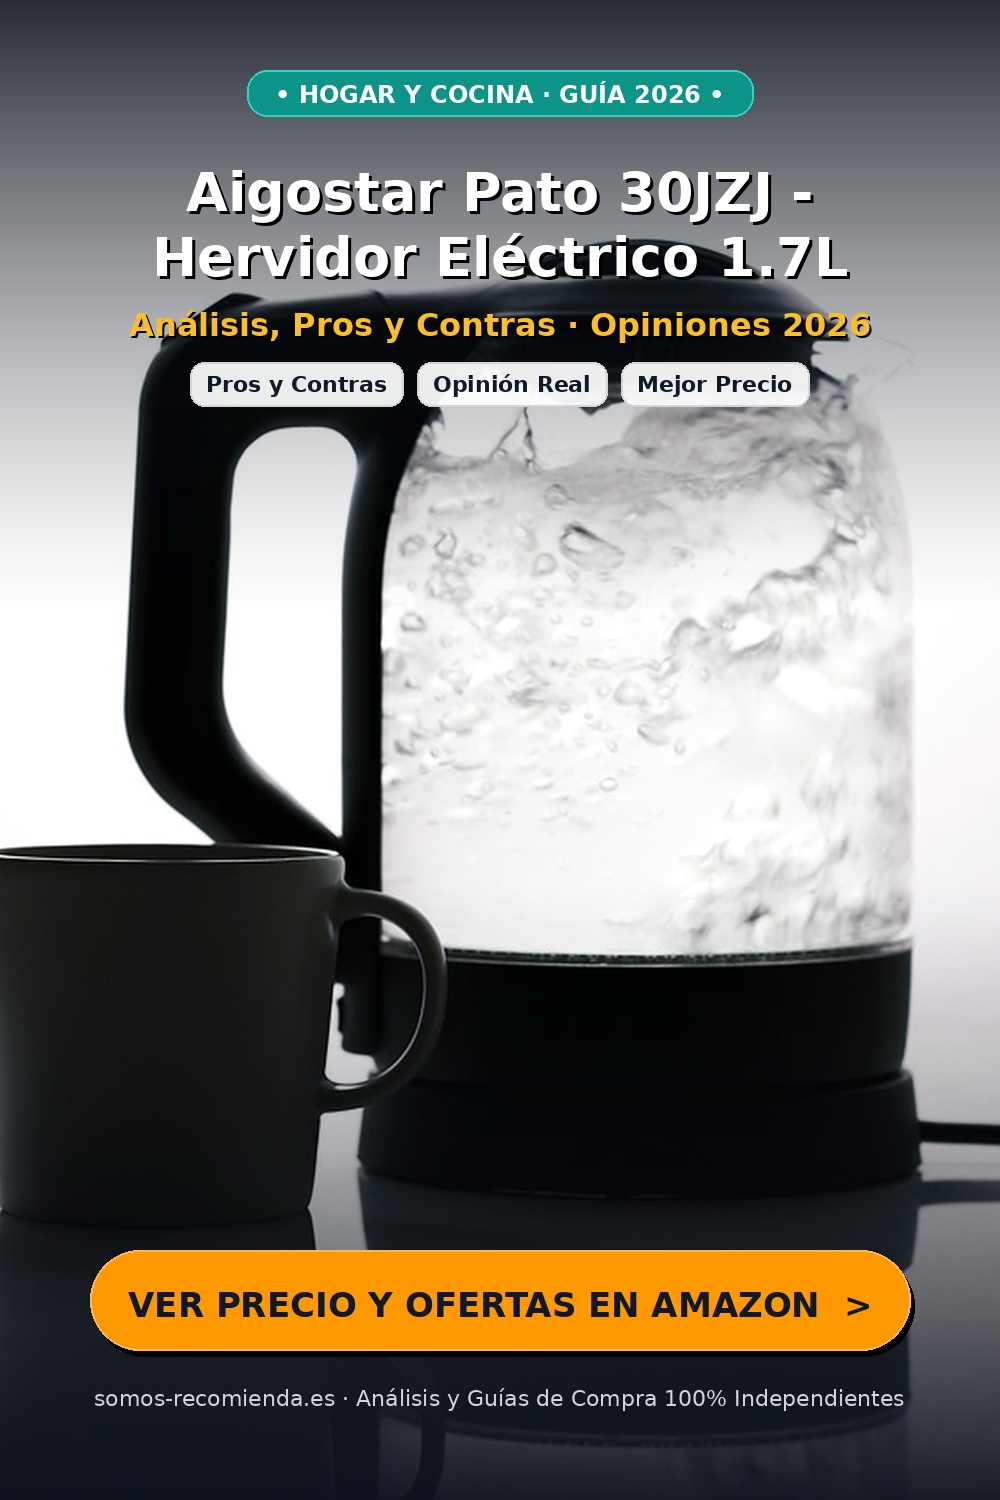 • HOGAR Y COCINA · GUÍA 2026 •
Aigostar Pato 30JZJ -
Hervidor Eléctrico 1.7L
Análisis, Pros y Contras · Opiniones 2026
Pros y Contras Opinión Real Mejor Precio
VER PRECIO Y OFERTAS EN AMAZON >
somos-recomienda.es · Análisis y Guías de Compra 100% Independientes